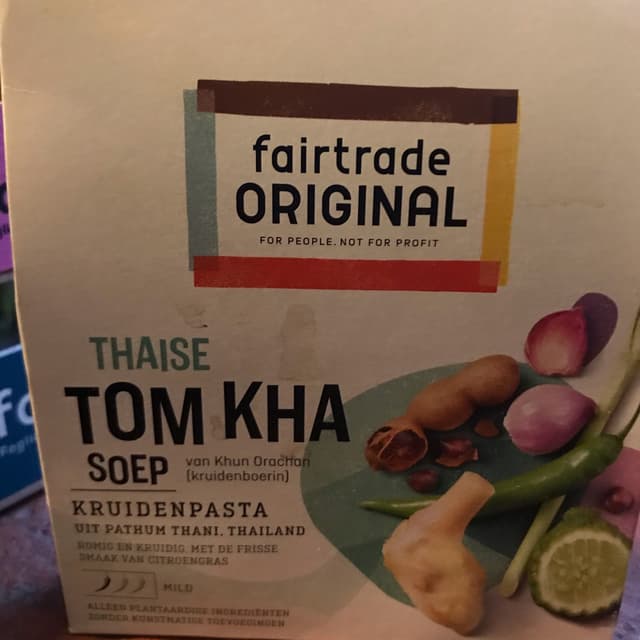 fairtrade
ORIGINAL
FOR PEOPLE. NOT FOR PROFIT
THAISE
TOM KHA
SOEP
van Khun Orachan
(kruidenboerin)
KRUIDENPASTA
UIT PATHUM THANI, THAILAND
ROMIG EN KRUIDIG, MET DE FRISSE
SMAAK VAN CITROENGRAS
MILD
ALLEEN PLANTAARDIGE INGREDIËNTEN
ZONDER KUNSTMATIGE TOEVOEGINGEN